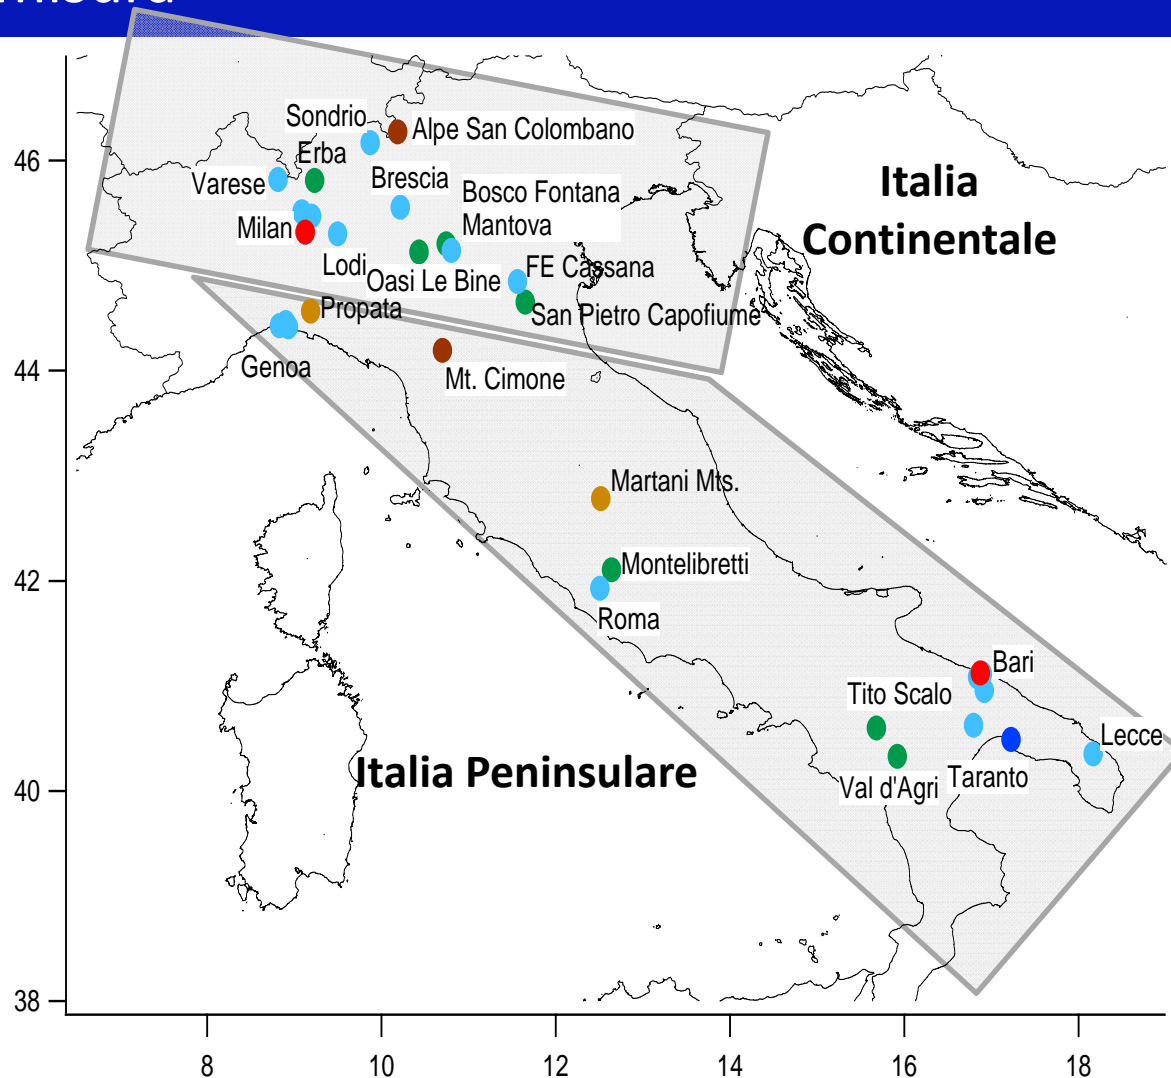 Sondrio
Alpe San Colombano
46
Erba
Italia
Continentale
Varese
Brescia
Bosco Fontana
Mantova
Milan
Lodi
Oasi Le Bine
FE Cassana
Propata
San Pietro Capofiume
44
Genoa
Mt. Cimone
Martani Mts.
Montelibretti
42
Roma
Bari
Tito Scalo
Lecce
Italia Peninsulare
Taranto
Val d'Agri
40
38
8
10
12
14
16
18